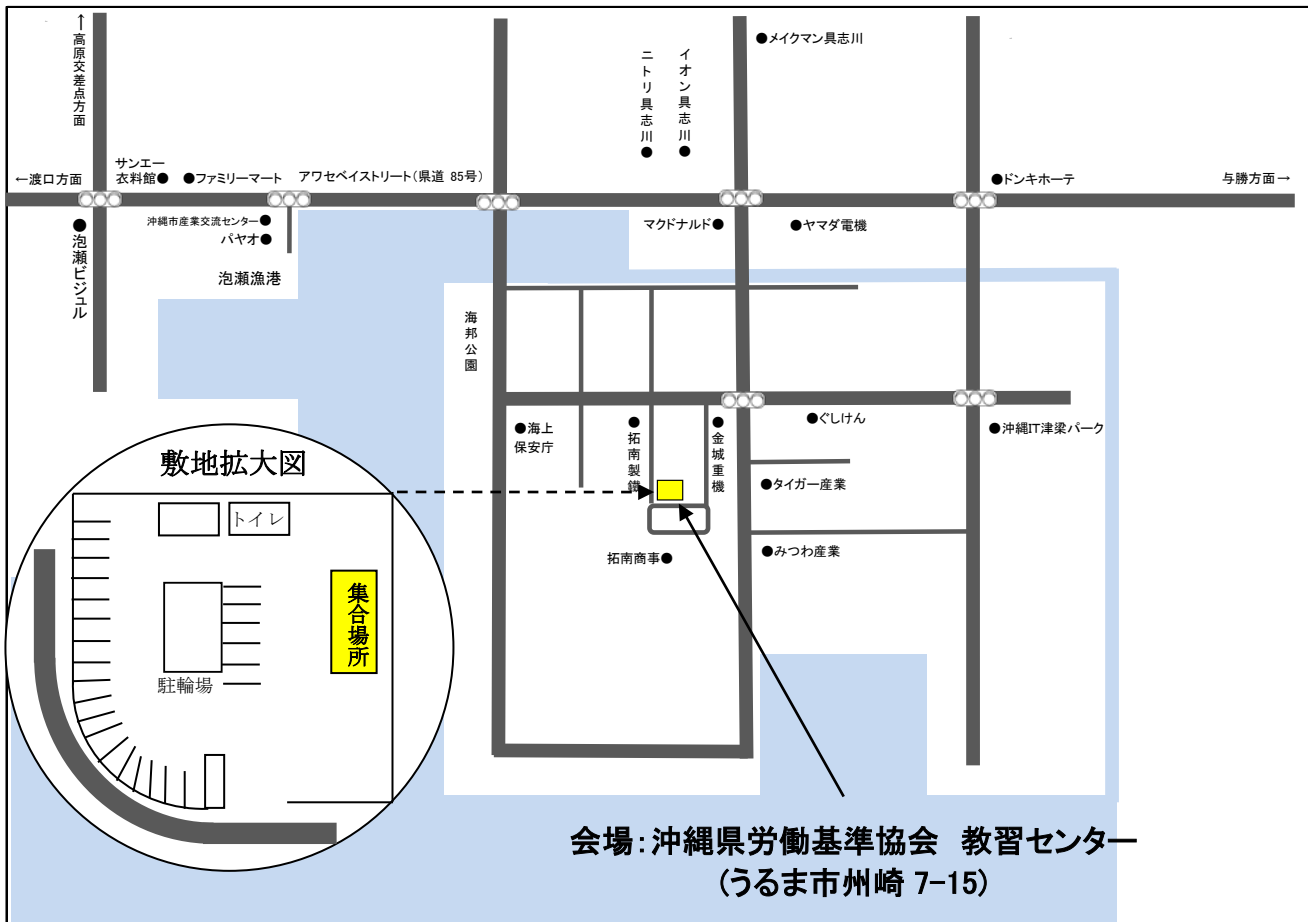 ↑高原交差点方面
●メイクマン具志川
ニトリ具志川●
イオン具志川●
←渡口方面
サンエー
衣料館●
●ファミリーマート
アワセベイストリート(県道 85号)
●ドンキホーテ
与勝方面→
●泡瀬ビジュル
沖縄市産業交流センター●
パヤオ●
泡瀬漁港
マクドナルド●
●ヤマダ電機
海邦公園
●海上
保安庁
●拓南製鐵
●金城重機
●ぐしけん
●沖縄IT津梁パーク
●タイガー産業
●みつわ産業
拓南商事●
敷地拡大図
トイレ
集合場所
駐輪場
会場:沖縄県労働基準協会 教習センター
(うるま市州崎 7-15)